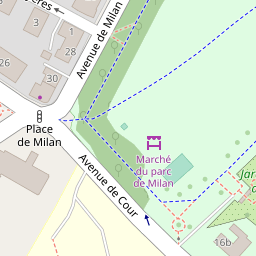 ères
1
28
26
30
Avenue de Milan
Place
de Milan
Avenue de Cour
Marché
du parc
de Milan
Jar
a
16b